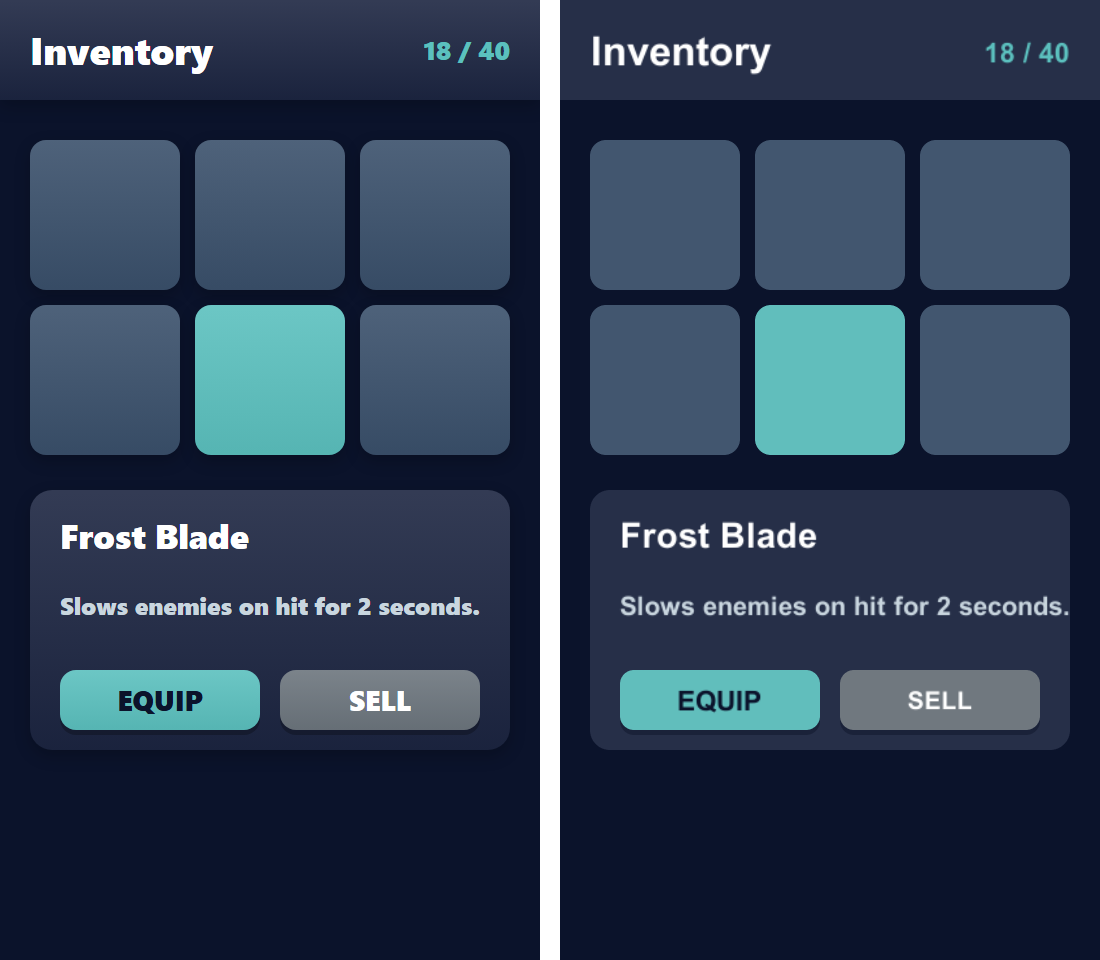 Inventory
18 / 40
Frost Blade
Slows enemies on hit for 2 seconds.
EQUIP
SELL
Inventory
18 / 40
Frost Blade
Slows enemies on hit for 2 seconds.
EQUIP
SELL